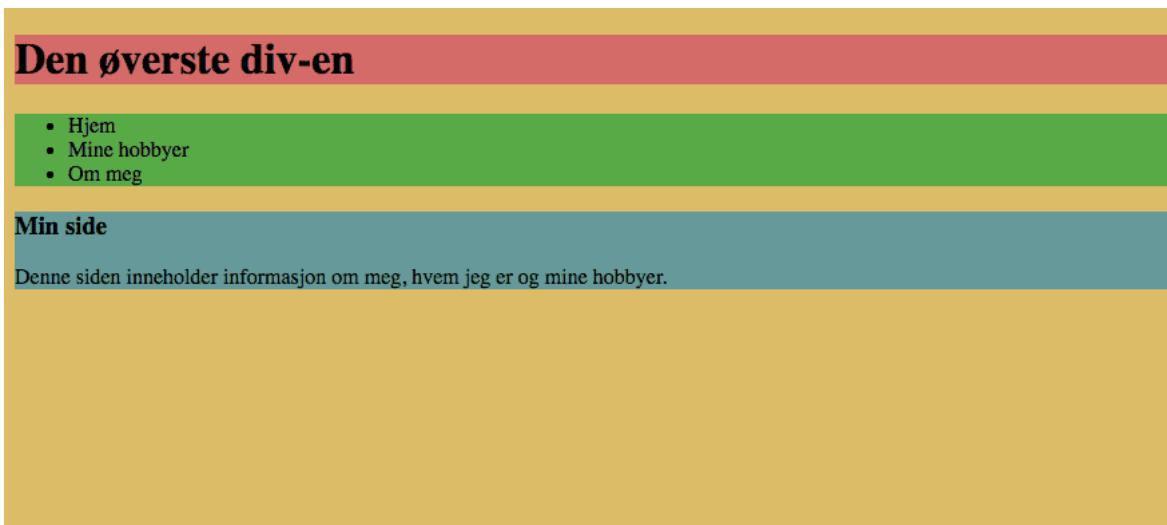 Den øverste div-en
Hjem
Mine hobbyer
Om meg
Min side
Denne siden inneholder informasjon om meg, hvem jeg er og mine hobbyer.